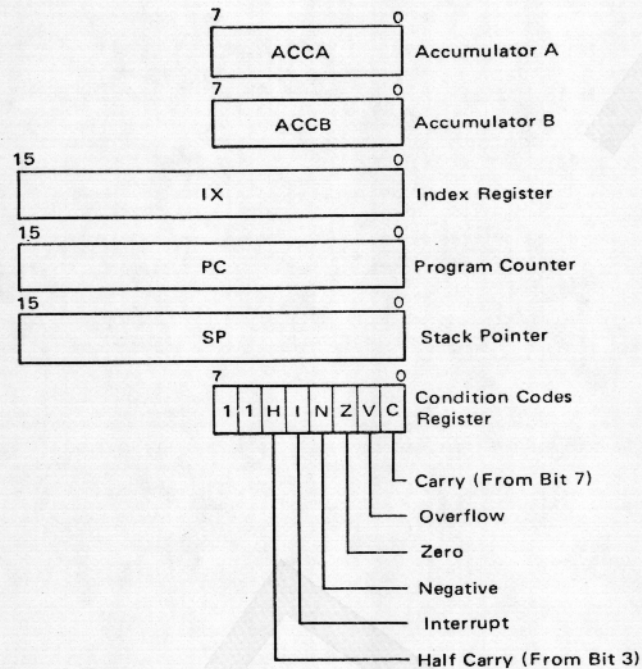 7 0
ACCA Accumulator A
7 0
ACCB Accumulator B
15 0
IX Index Register
15 0
PC Program Counter
15 0
SP Stack Pointer
7 0
1 1 H I N Z V C Condition Codes
Register
Carry (From Bit 7)
Overflow
Zero
Negative
Interrupt
Half Carry (From Bit 3)